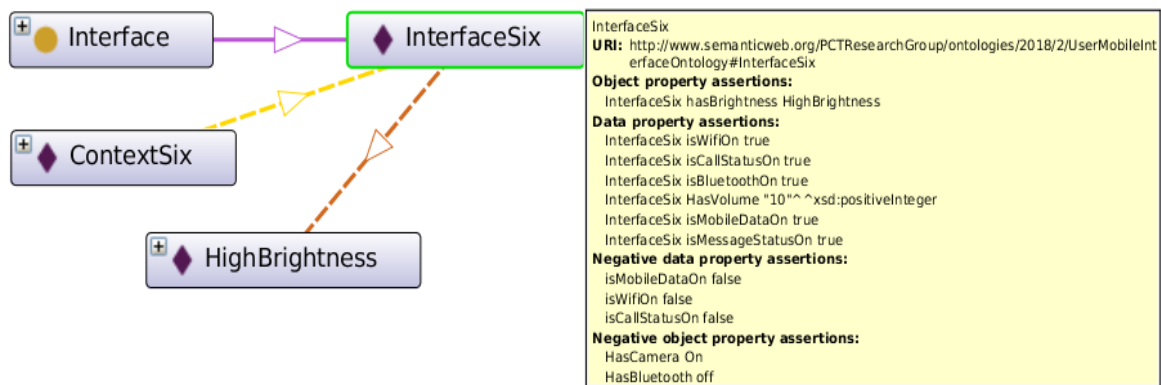 Interface
InterfaceSix
ContextSix
HighBrightness
InterfaceSix
URI: http://www.semanticweb.org/PCTResearchGroup/ontologies/2018/2/UserMobileInt
erfaceOntology#InterfaceSix
Object property assertions:
InterfaceSix hasBrightness HighBrightness
Data property assertions:
InterfaceSix isWifiOn true
InterfaceSix isCallStatusOn true
InterfaceSix isBluetoothOn true
InterfaceSix HasVolume "10"^^xsd:positiveInteger
InterfaceSix isMobileDataOn true
InterfaceSix isMessageStatusOn true
Negative data property assertions:
isMobileDataOn false
isWifiOn false
isCallStatusOn false
Negative object property assertions:
HasCamera On
HasBluetooth off